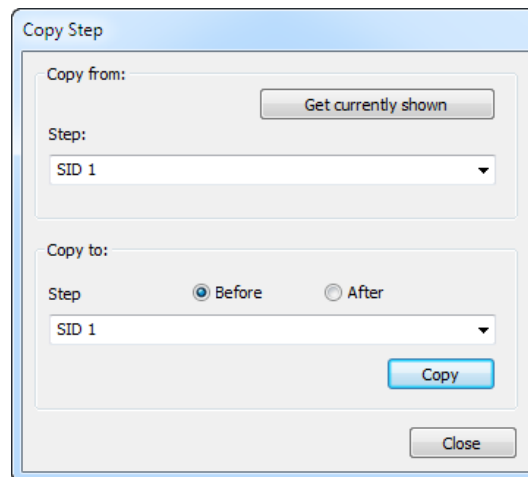 Copy Step
Copy from:
Get currently shown
Step:
SID 1
Copy to:
Step Before After
SID 1
Copy
Close